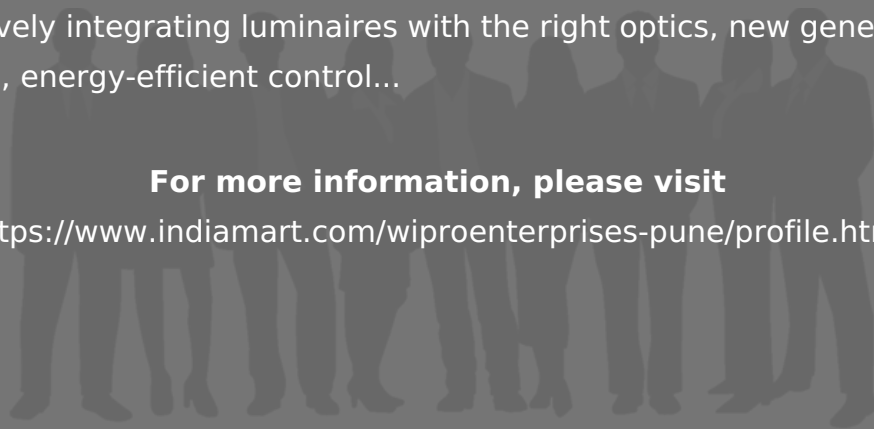 vely integrating luminaires with the right optics, new gene
, energy-efficient control...
For more information, please visit
tps://www.indiamart.com/wiproenterprises-pune/profile.htr